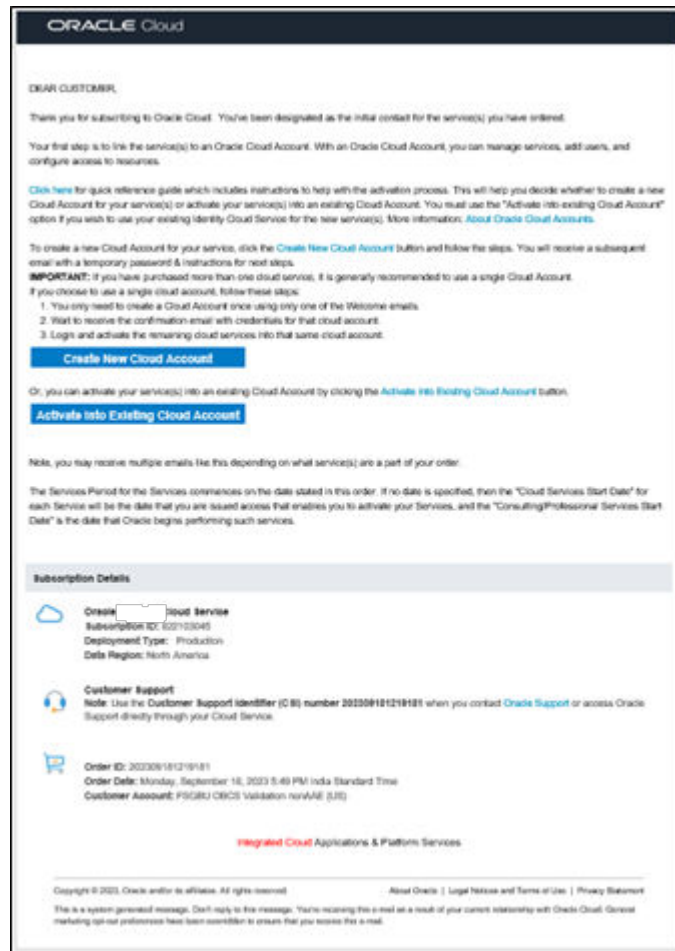 ORACLE Cloud
DEAR CUSTOMER,
Thank you for subscribing to Oracle Cloud. You've been designated as the initial contact for the service(s) you have ordered.
Your first step is to link the service(s) to an Oracle Cloud Account. With an Oracle Cloud Account, you can manage services, add users, and
configure access to resources.
Click here for quick reference guide which includes instructions to help with the activation process. This will help you decide whether to create a new
Cloud Account for your service(s) or activate your service(s) into an existing Cloud Account. You must use the "Activate into existing Cloud Account"
option if you wish to use your existing Identity Cloud Service for the new service(s). More information: About Oracle Cloud Accounts.
To create a new Cloud Account for your service, click the Create New Cloud Account button and follow the steps. You will receive a subsequent
email with a temporary password & instructions for next steps.
IMPORTANT: If you have purchased more than one cloud service, it is generally recommended to use a single Cloud Account.
If you choose to use a single cloud account, follow these steps:
1. You only need to create a Cloud Account once using only one of the Welcome emails.
2. Wait to receive the confirmation email with credentials for that cloud account.
3. Login and activate the remaining cloud services into that same cloud account.
Create New Cloud Account
Or, you can activate your service(s) into an existing Cloud Account by clicking the Activate Into Existing Cloud Account button.
Activate Into Existing Cloud Account
Note, you may receive multiple emails like this depending on what service(s) are a part of your order.
The Services Period for the Services commences on the date stated in this order. If no date is specified, then the "Cloud Services Start Date" for
each Service will be the date that you are issued access that enables you to activate your Services, and the "Consulting/Professional Services Start
Date" is the date that Oracle begins performing such services.
Subscription Details
Oracle Cloud Service
Subscription ID:
Deployment Type: Production
Data Region: North America
Customer Support
Note: Use the Customer Support Identifier (CSI) number 202309181219181 when you contact Oracle Support or access Oracle
Support directly through your Cloud Service.
Order ID: 202309181219181
Order Date: Monday, September 18, 2023 5:49 PM India Standard Time
Customer Account: FSGBU OBCS Validation nonAAE (US)
Integrated Cloud Applications & Platform Services
Copyright © 2023, Oracle and/or its affiliates. All rights reserved. About Oracle | Legal Notices and Terms of Use | Privacy Statement
This is a system generated message. Don't reply to this message. You're receiving this e-mail as a result of your current relationship with Oracle Cloud. General
marketing opt-out preferences have been overridden to ensure that you receive this e-mail.